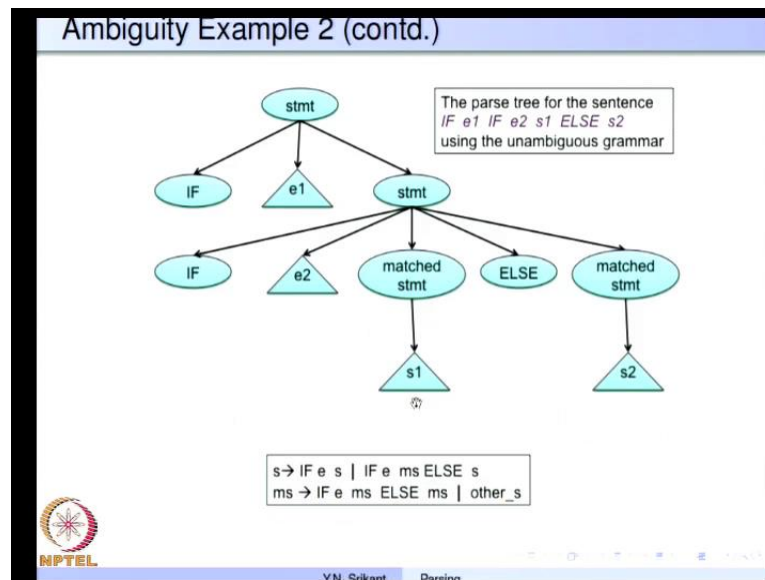 Ambiguity Example 2 (contd.)
stmt
The parse tree for the sentence
IF e1 IF e2 s1 ELSE s2
using the unambiguous grammar
IF
e1
stmt
IF
e2
matched
stmt
ELSE
matched
stmt
s1
s2
s→ IF e s | IF e ms ELSE s
ms → IF e ms ELSE ms | other_s
NPTEL
Y.N. Srikant Parsing